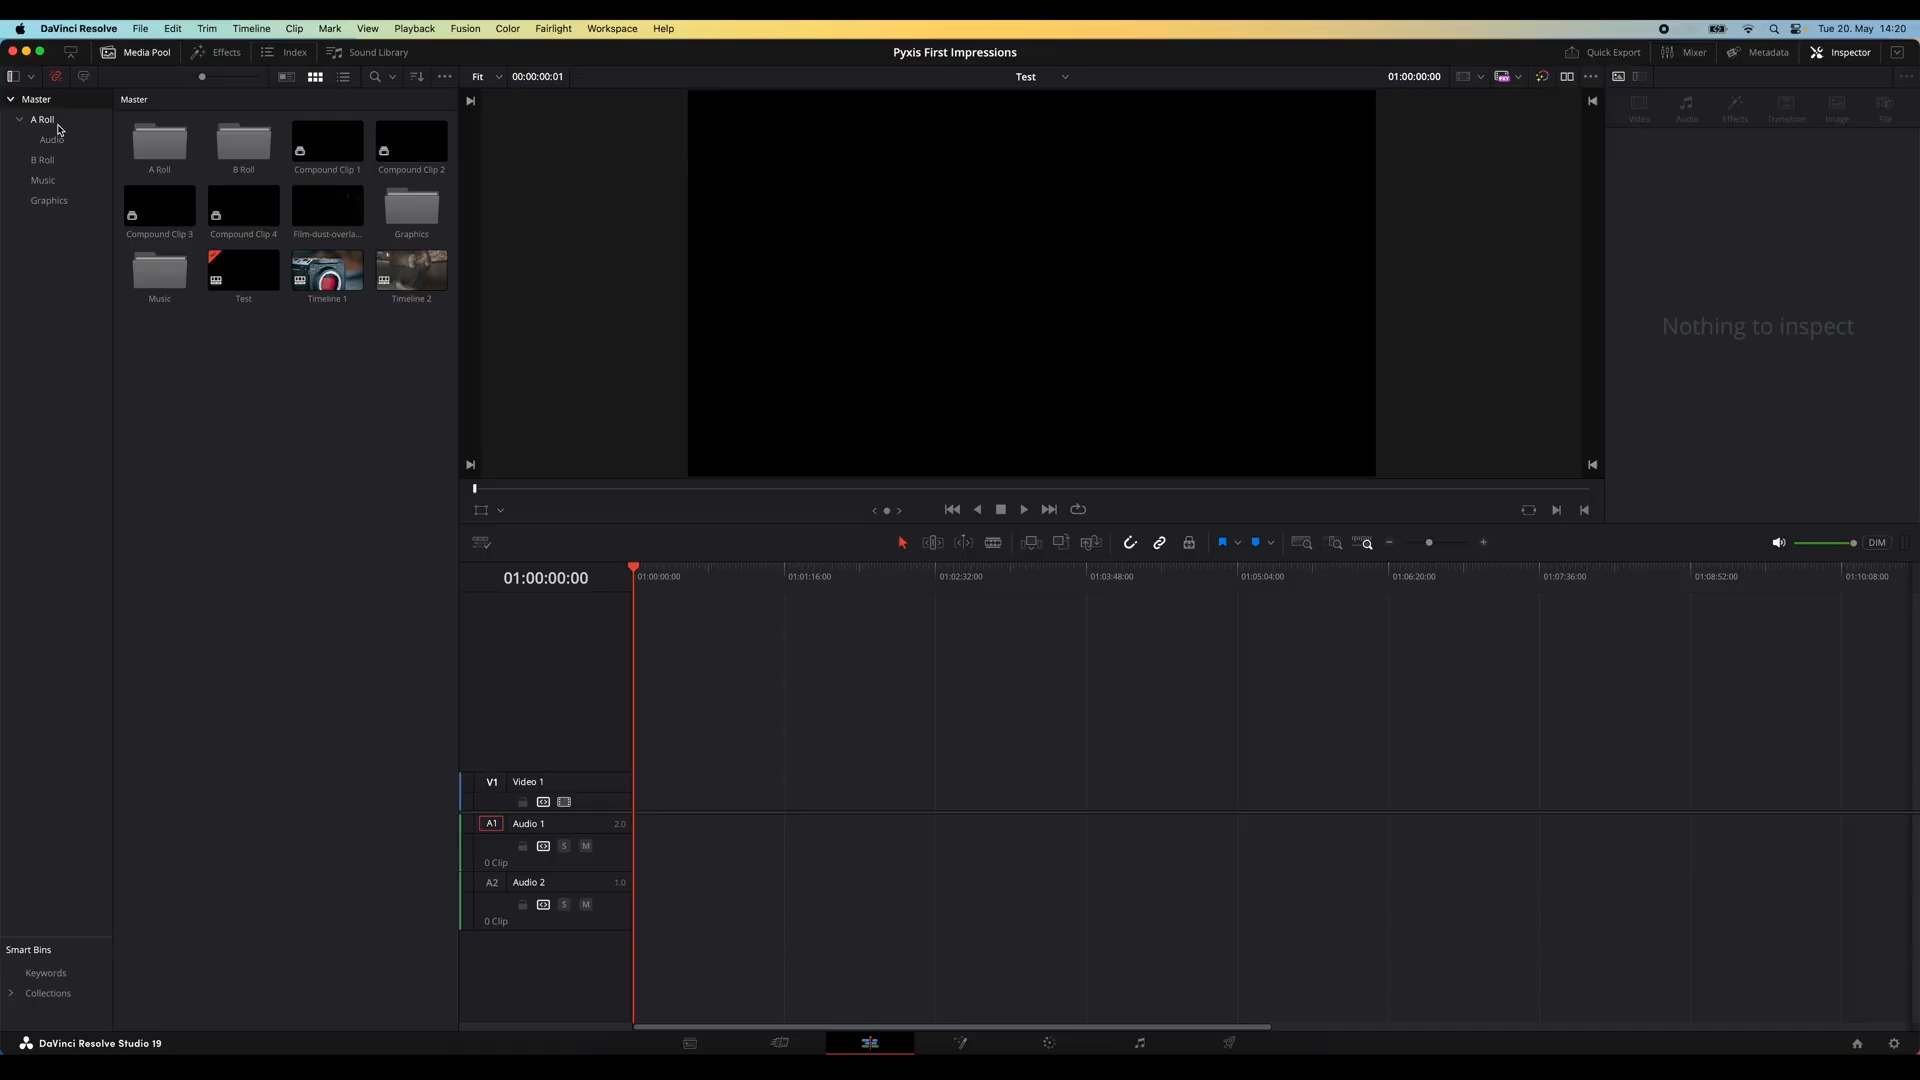 DaVinci Resolve File Edit Trim Timeline Clip Mark View Playback Fusion Color Fairlight Workspace Help Tue 20. May 14:20
Media Pool Effects Index Sound Library Pyxis First Impressions Quick Export Mixer Metadata Inspector
Fit 00:00:00:01 Test 01:00:00:00
Master
A Roll
Audio
B Roll
Music
Graphics
Master
A Roll B Roll Compound Clip 1 Compound Clip 2
Compound Clip 3 Compound Clip 4 Film-dust-overla... Graphics
Music Test Timeline 1 Timeline 2
Video Audio Effects Transition Image File
Nothing to inspect
DIM
01:00:00:00
01:00:00:00 01:01:16:00 01:02:32:00 01:03:48:00 01:05:04:00 01:06:20:00 01:07:36:00 01:08:52:00 01:10:08:00
V1 Video 1
A1 Audio 1 2.0
S M
0 Clip
A2 Audio 2 1.0
S M
0 Clip
Smart Bins
Keywords
Collections
DaVinci Resolve Studio 19